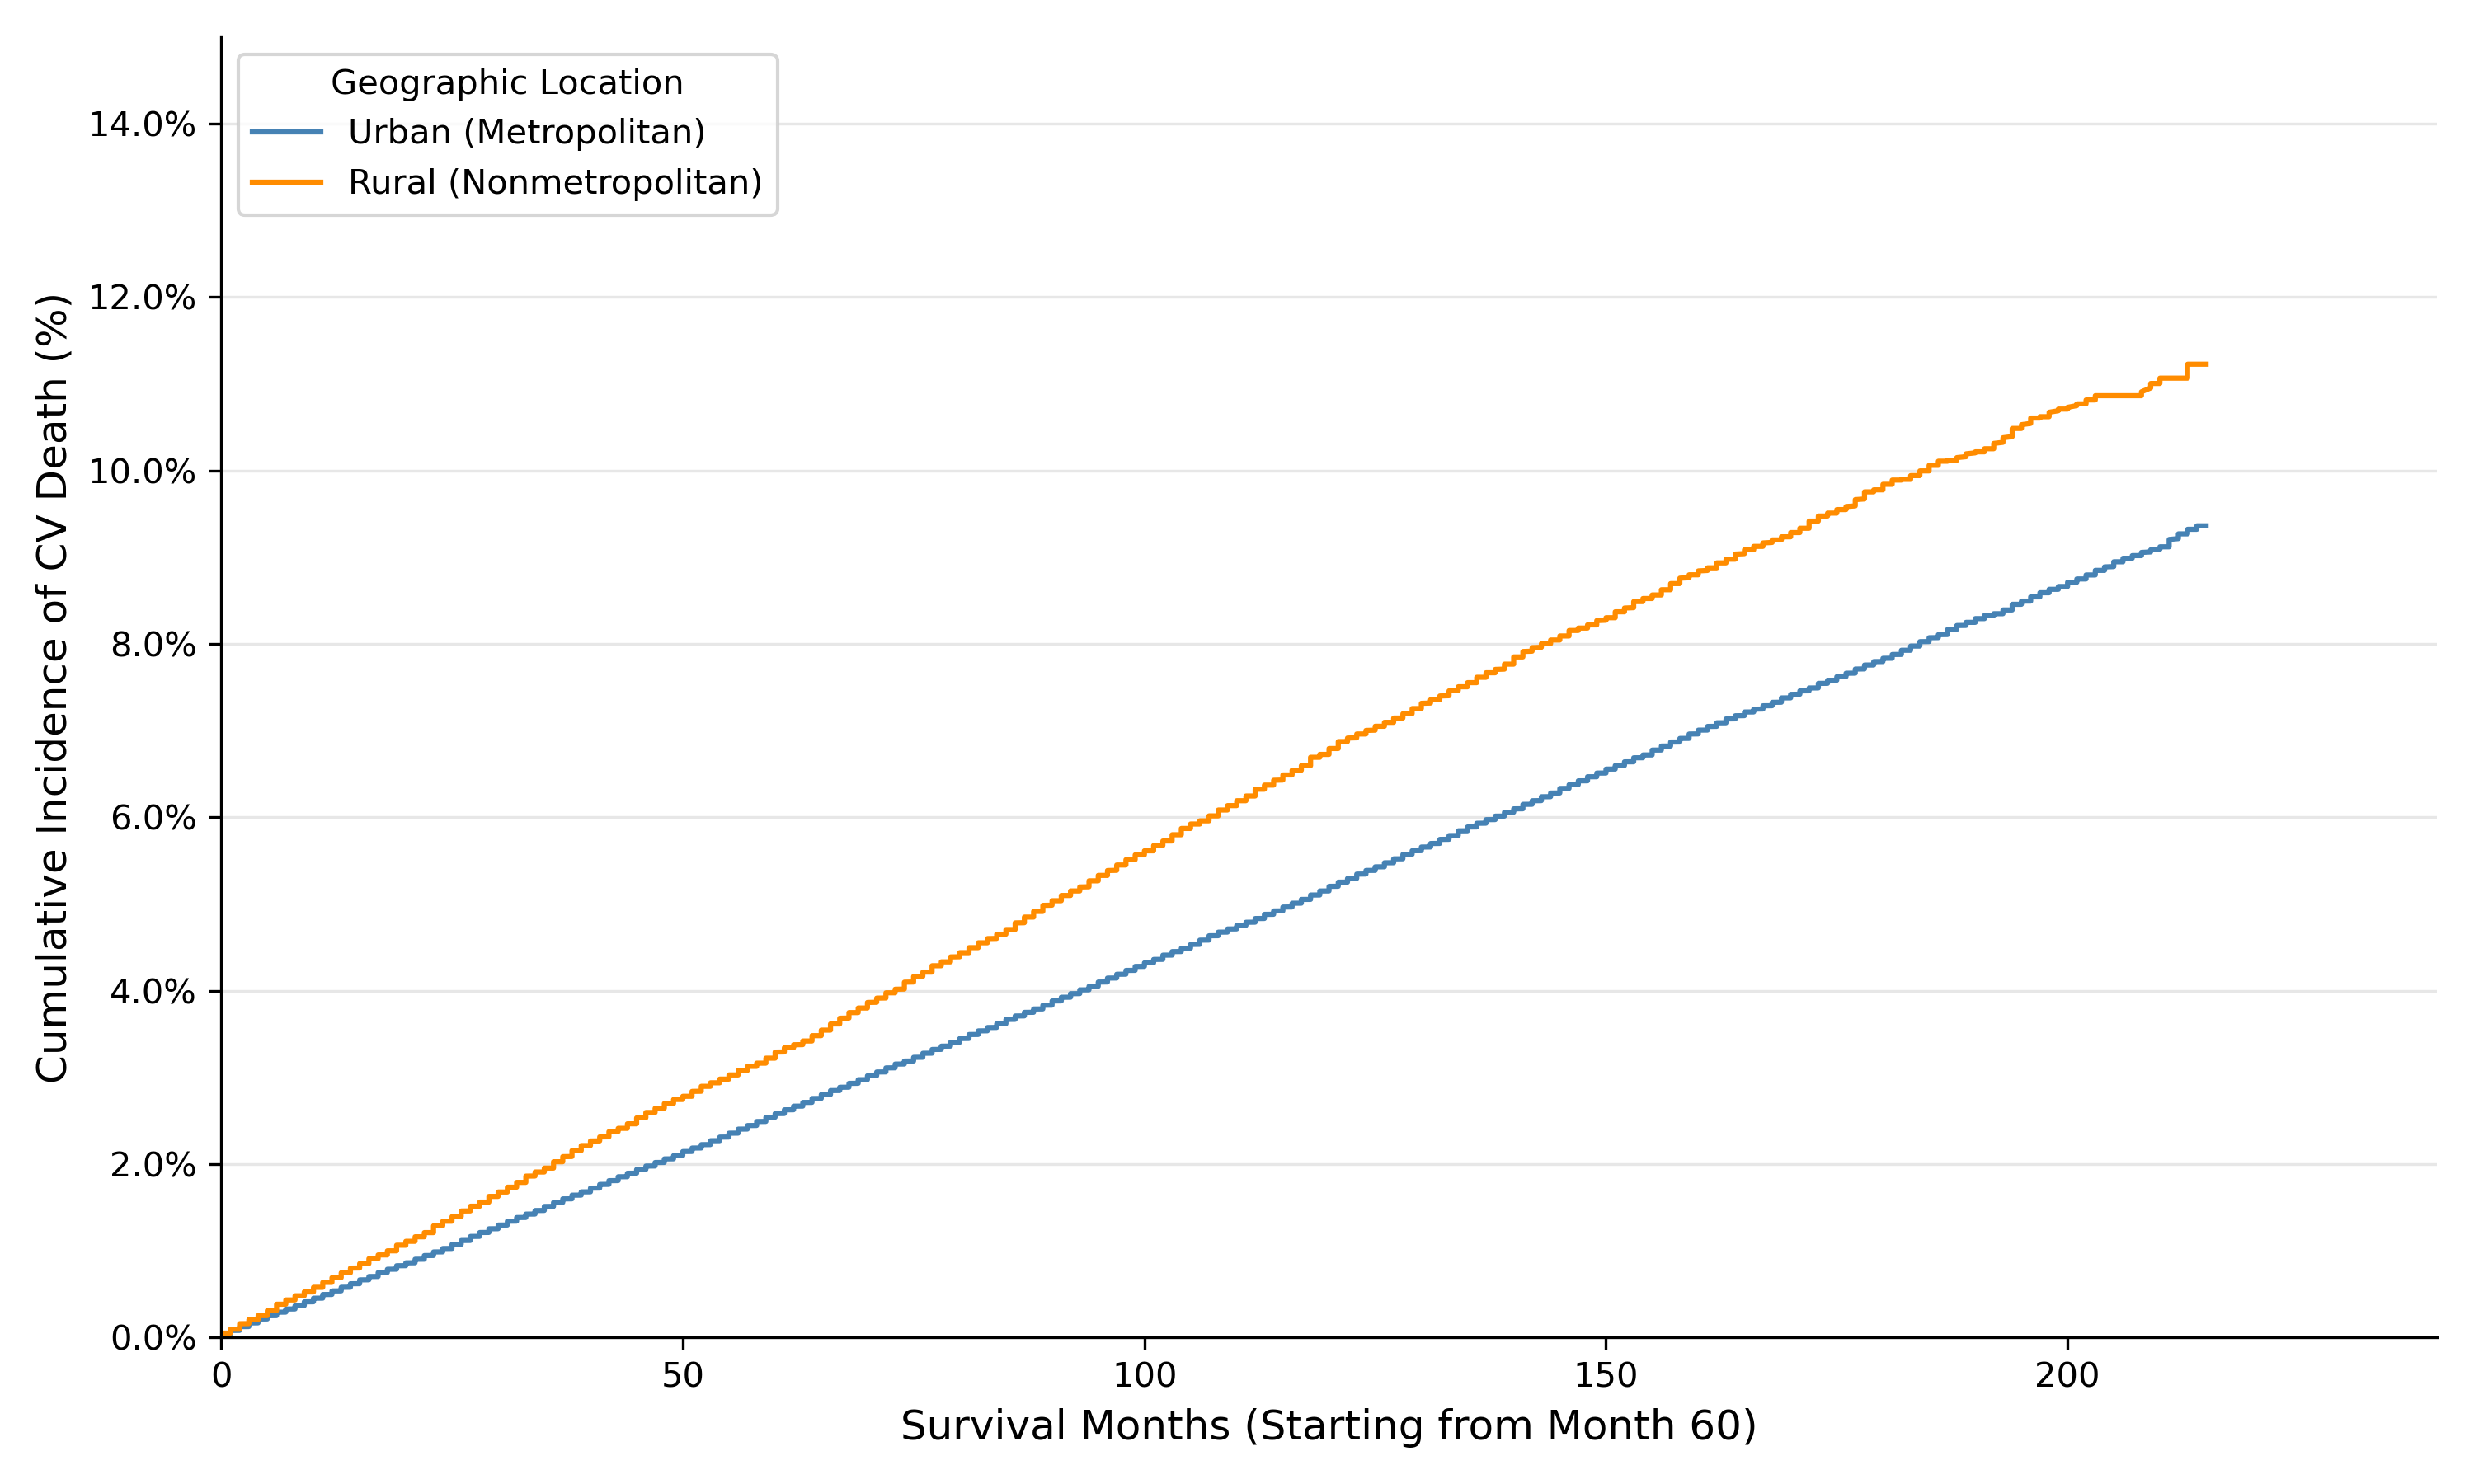 Geographic Location
Urban (Metropolitan)
Rural (Nonmetropolitan)
Cumulative Incidence of CV Death (%)
14.0%
12.0%
10.0%
8.0%
6.0%
4.0%
2.0%
0.0%
0 50 100 150 200
Survival Months (Starting from Month 60)